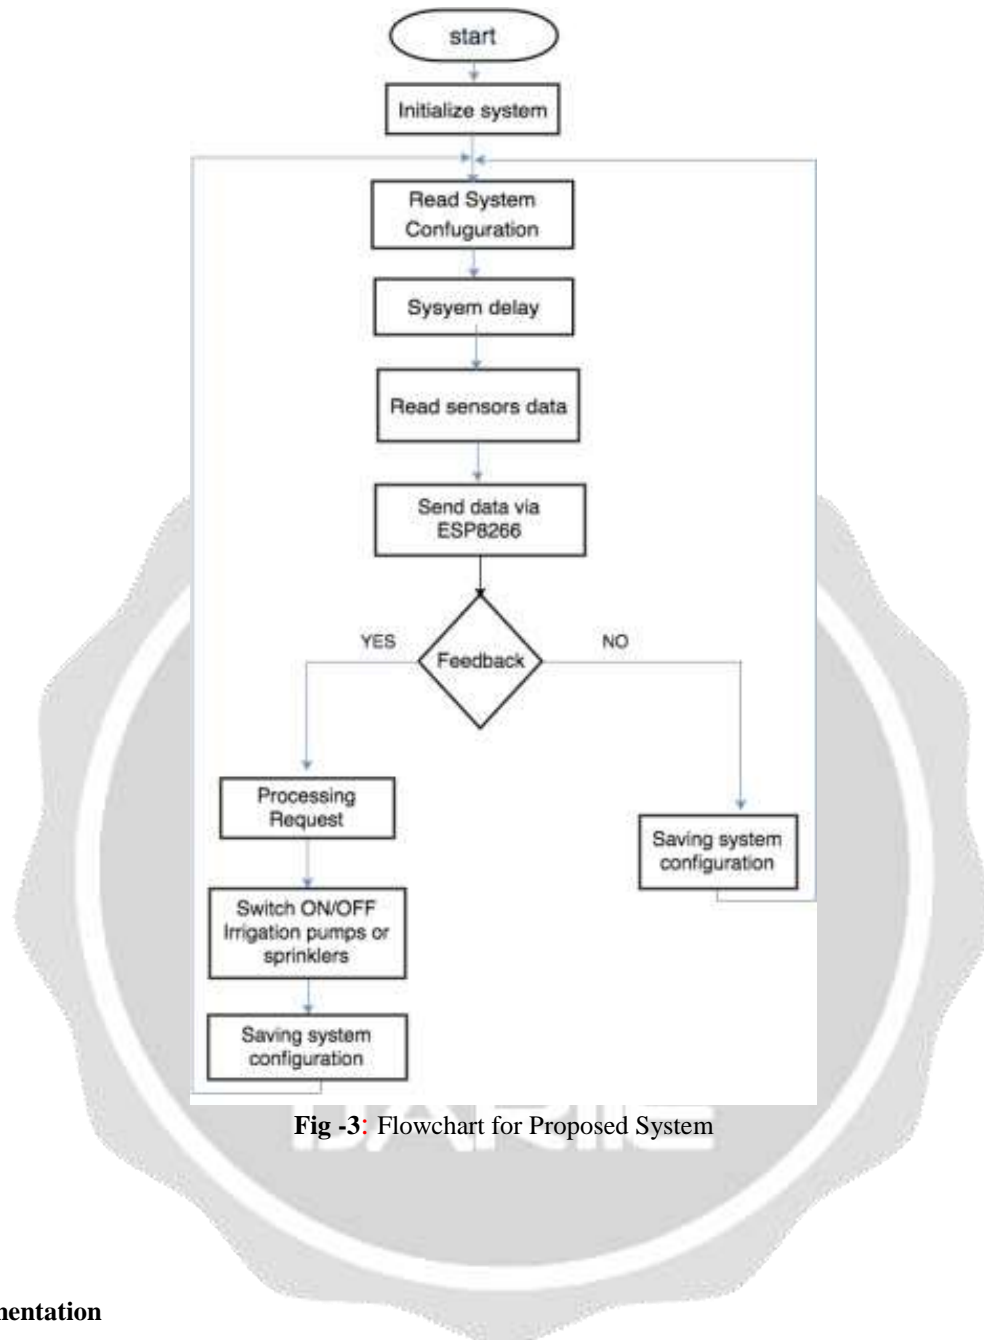 start
Initialize system
Read System
Confuguration
Sysyem delay
Read sensors data
Send data via
ESP8266
YES
Feedback
NO
Processing
Request
Saving system
configuration
Switch ON/OFF
Irrigation pumps or
sprinklers
Saving system
configuration
Fig -3: Flowchart for Proposed System